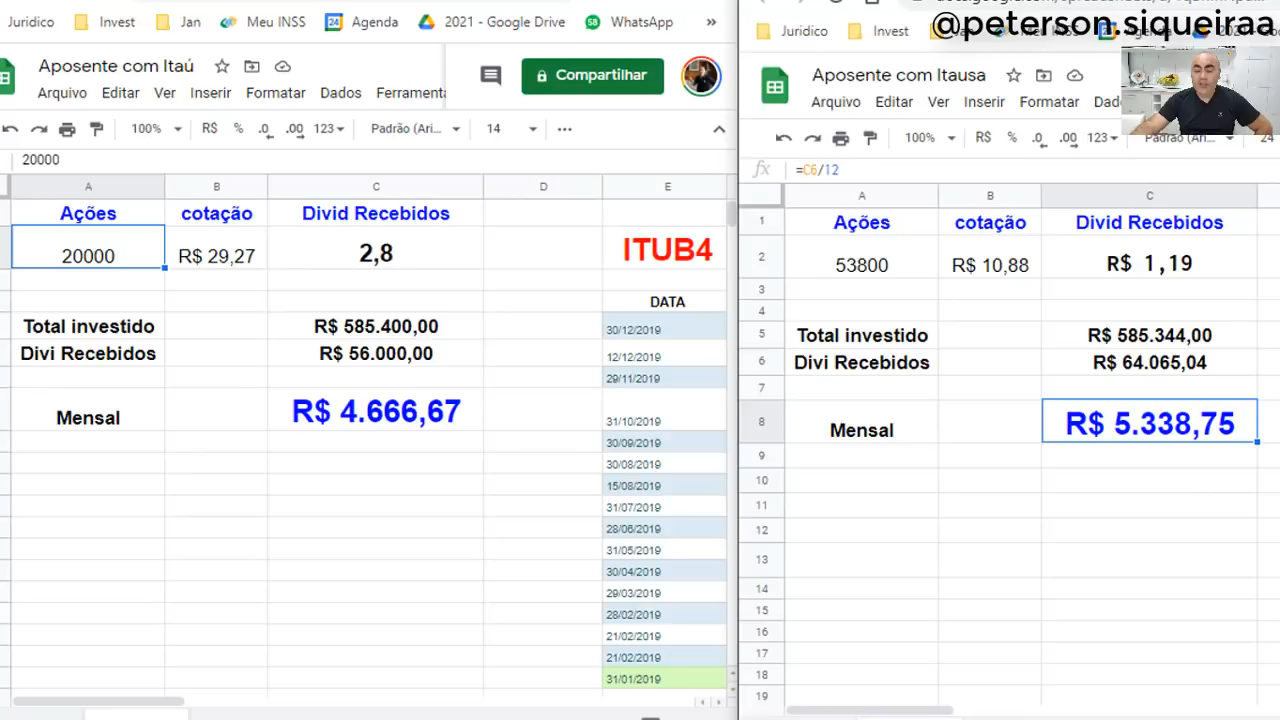 Juridico Invest Jan Meu INSS Agenda 2021 - Google Drive WhatsApp »
Aposente com Itaú
Arquivo Editar Ver Inserir Formatar Dados Ferramenta
Compartilhar
100% R$ % .0 .00 123 Padrão (Ari... 14
20000
A B C D E
Ações cotação Divid Recebidos
20000 R$ 29,27 2,8 ITUB4
DATA
Total investido R$ 585.400,00 30/12/2019
Divi Recebidos R$ 56.000,00 12/12/2019
29/11/2019
Mensal R$ 4.666,67 31/10/2019
30/09/2019
30/08/2019
15/08/2019
31/07/2019
28/06/2019
31/05/2019
30/04/2019
29/03/2019
28/02/2019
21/02/2019
21/02/2019
31/01/2019
@peterson.siqueiraa
Juridico Invest
Aposente com Itausa
Arquivo Editar Ver Inserir Formatar
100% R$ % .0 .00 123 Padrão (Ari... 24
fx =C6/12
A B C
1 Ações cotação Divid Recebidos
2 53800 R$ 10,88 R$ 1,19
3
4
5 Total investido R$ 585.344,00
6 Divi Recebidos R$ 64.065,04
7
8 Mensal R$ 5.338,75
9
10
11
12
13
14
15
16
17
18
19